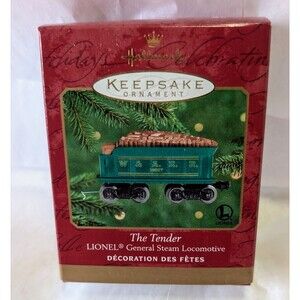 Hallmark
KEEPSAKE
ORNAMENT
The Tender
LIONEL® General Steam Locomotive
DÉCORATION DES FÊTES